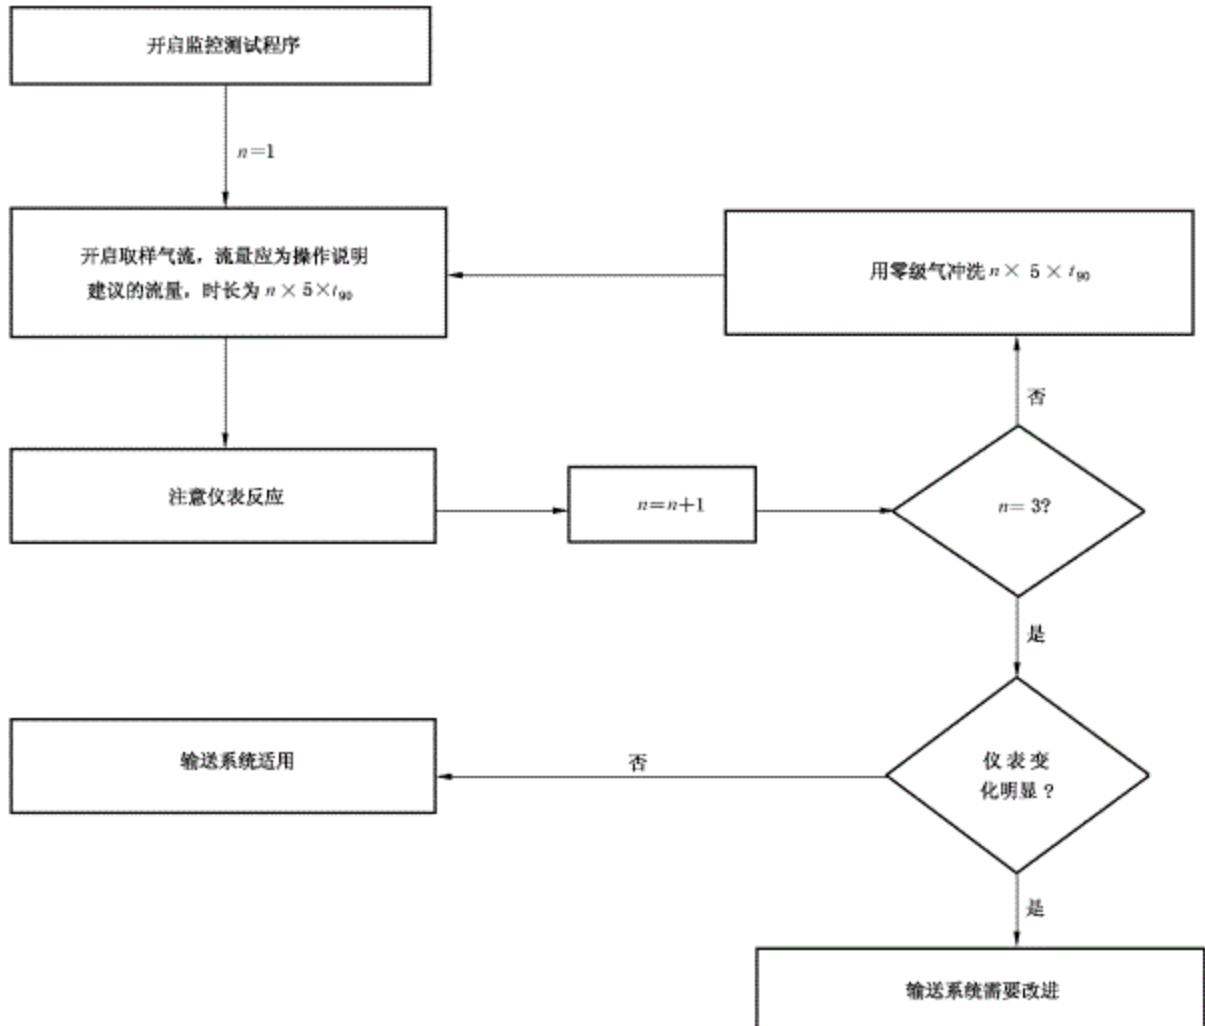 开启监控测试程序
n=1
开启取样气流，流量应为操作说明
建议的流量，时长为 n × 5×t₉₀
用零级气冲洗 n× 5 × t₉₀
否
注意仪表反应
n=n+1
n= 3?
是
输送系统适用
否
仪 表 变
化明显？
是
输送系统需要改进